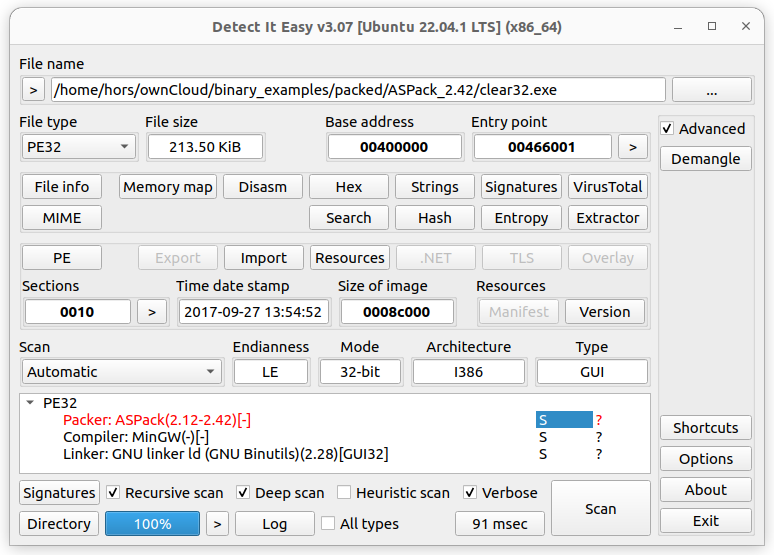 Detect It Easy v3.07 [Ubuntu 22.04.1 LTS] (x86_64)
File name
> /home/hors/ownCloud/binary_examples/packed/ASPack_2.42/clear32.exe ...
File type File size Base address Entry point Advanced
PE32 213.50 KiB 00400000 00466001 > Demangle
File info Memory map Disasm Hex Strings Signatures VirusTotal
MIME Search Hash Entropy Extractor
PE Export Import Resources .NET TLS Overlay
Sections Time date stamp Size of image Resources
0010 > 2017-09-27 13:54:52 0008c000 Manifest Version
Scan Endianness Mode Architecture Type
Automatic LE 32-bit I386 GUI
PE32
Packer: ASPack(2.12-2.42)[-] S ?
Compiler: MinGW(-)[-] S ?
Linker: GNU linker ld (GNU Binutils)(2.28)[GUI32] S ?
Shortcuts
Options
About
Exit
Signatures Recursive scan Deep scan Heuristic scan Verbose Scan
Directory 100% > Log All types 91 msec